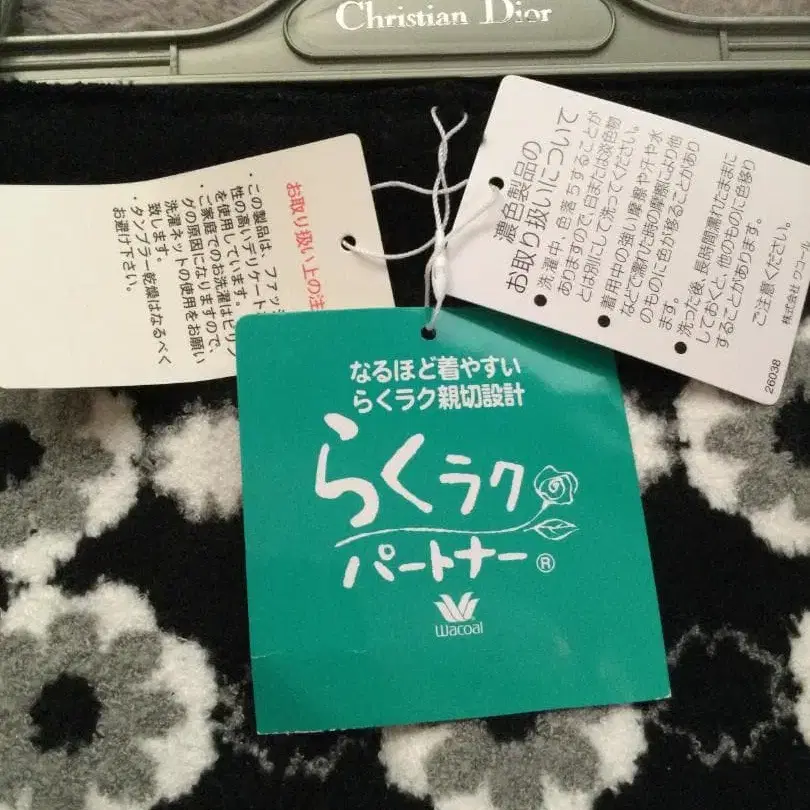 Christian Dior
お取り扱い上の注
・この製品は、ファッシ
性の高いデリケート
を使用しています。
・ご家庭でのお洗濯はピリン
グの原因になりますので、
洗濯ネットの使用をお願い
致します。
・タンブラー乾燥はなるべく
お避け下さい。
濃色製品の
お取り扱いについて
●洗濯中、色落ちすることが
ありますので、白または淡色物
とは別にして洗ってください。
●着用中の強い摩擦や汗や水
などで濡れた時の摩擦により他
のものに色が移ることがあり
ます。
●洗った後、長時間濡れたままに
しておくと、他のものに色移り
することがあります。
ご注意ください。
株式会社 ワコール
26038
なるほど着やすい
らくラク親切設計
らくラク
パートナー®
Wacoal